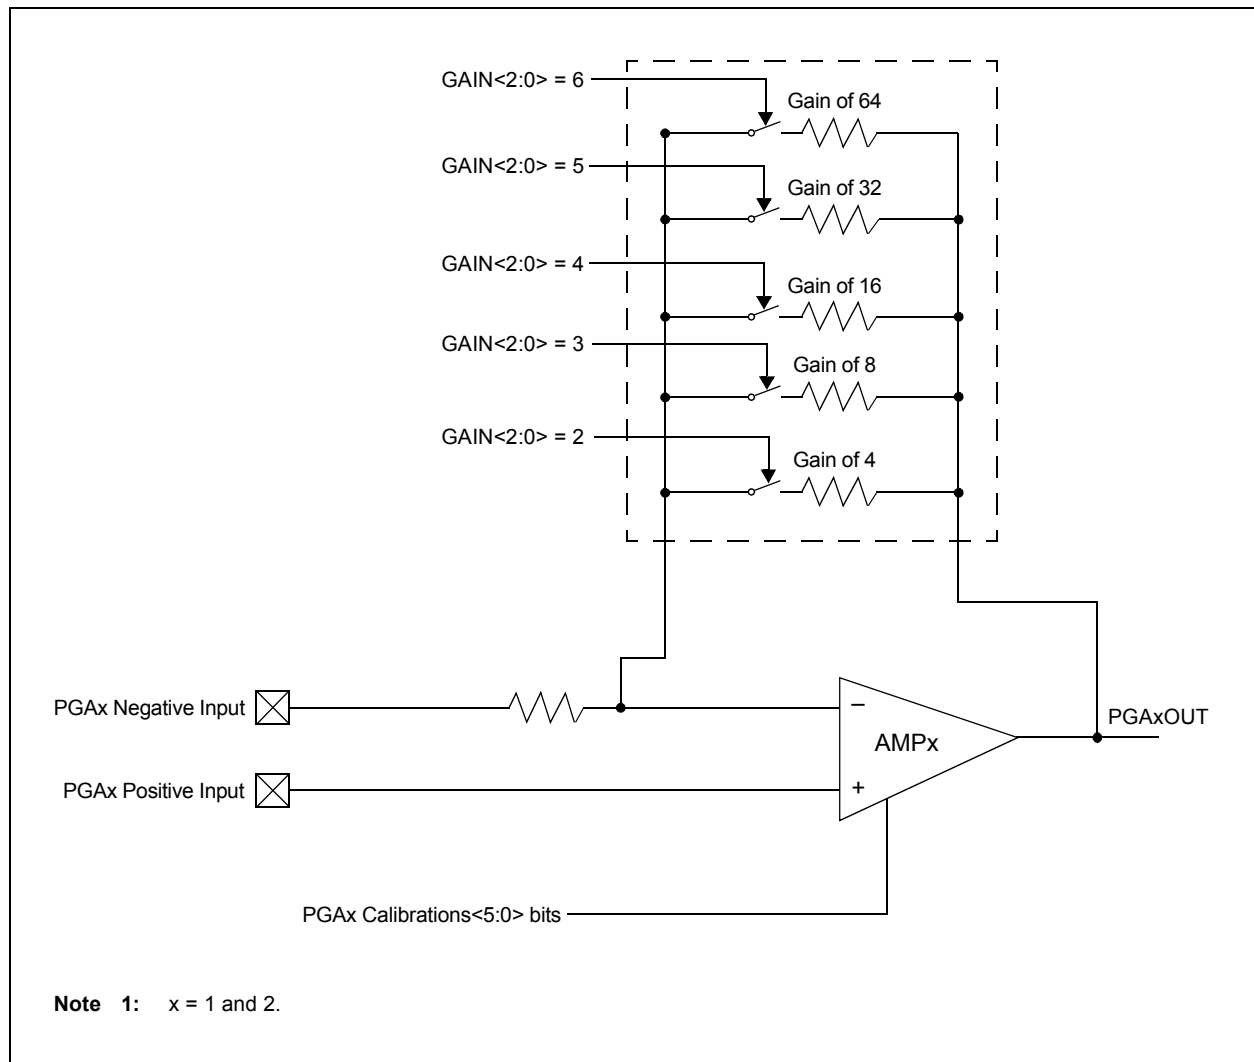 GAIN<2:0> = 6
Gain of 64
GAIN<2:0> = 5
Gain of 32
GAIN<2:0> = 4
Gain of 16
GAIN<2:0> = 3
Gain of 8
GAIN<2:0> = 2
Gain of 4
PGAx Negative Input
–
PGAxOUT
AMPx
PGAx Positive Input
+
PGAx Calibrations<5:0> bits
Note 1: x = 1 and 2.